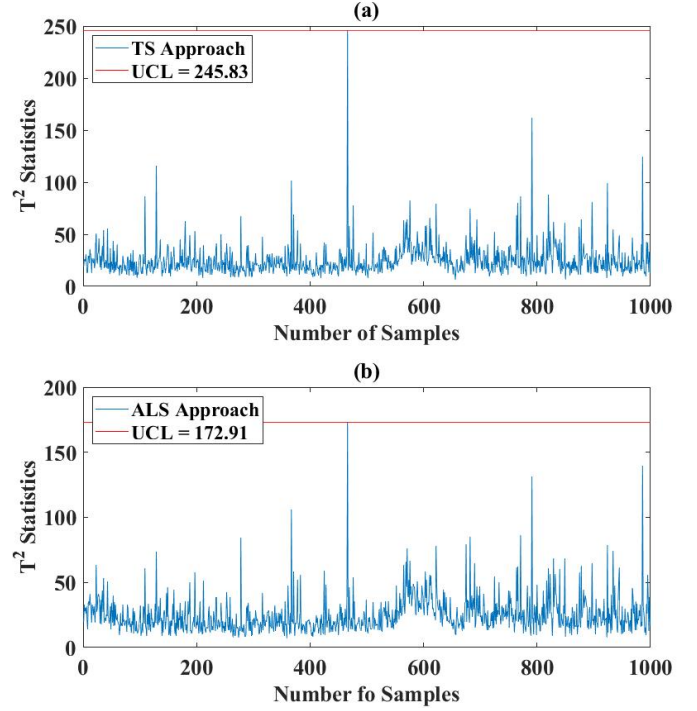 (a)
250
200
150
100
50
0
T² Statistics
TS Approach
UCL = 245.83
0 200 400 600 800 1000
Number of Samples
(b)
200
150
100
50
0
T² Statistics
ALS Approach
UCL = 172.91
0 200 400 600 800 1000
Number fo Samples